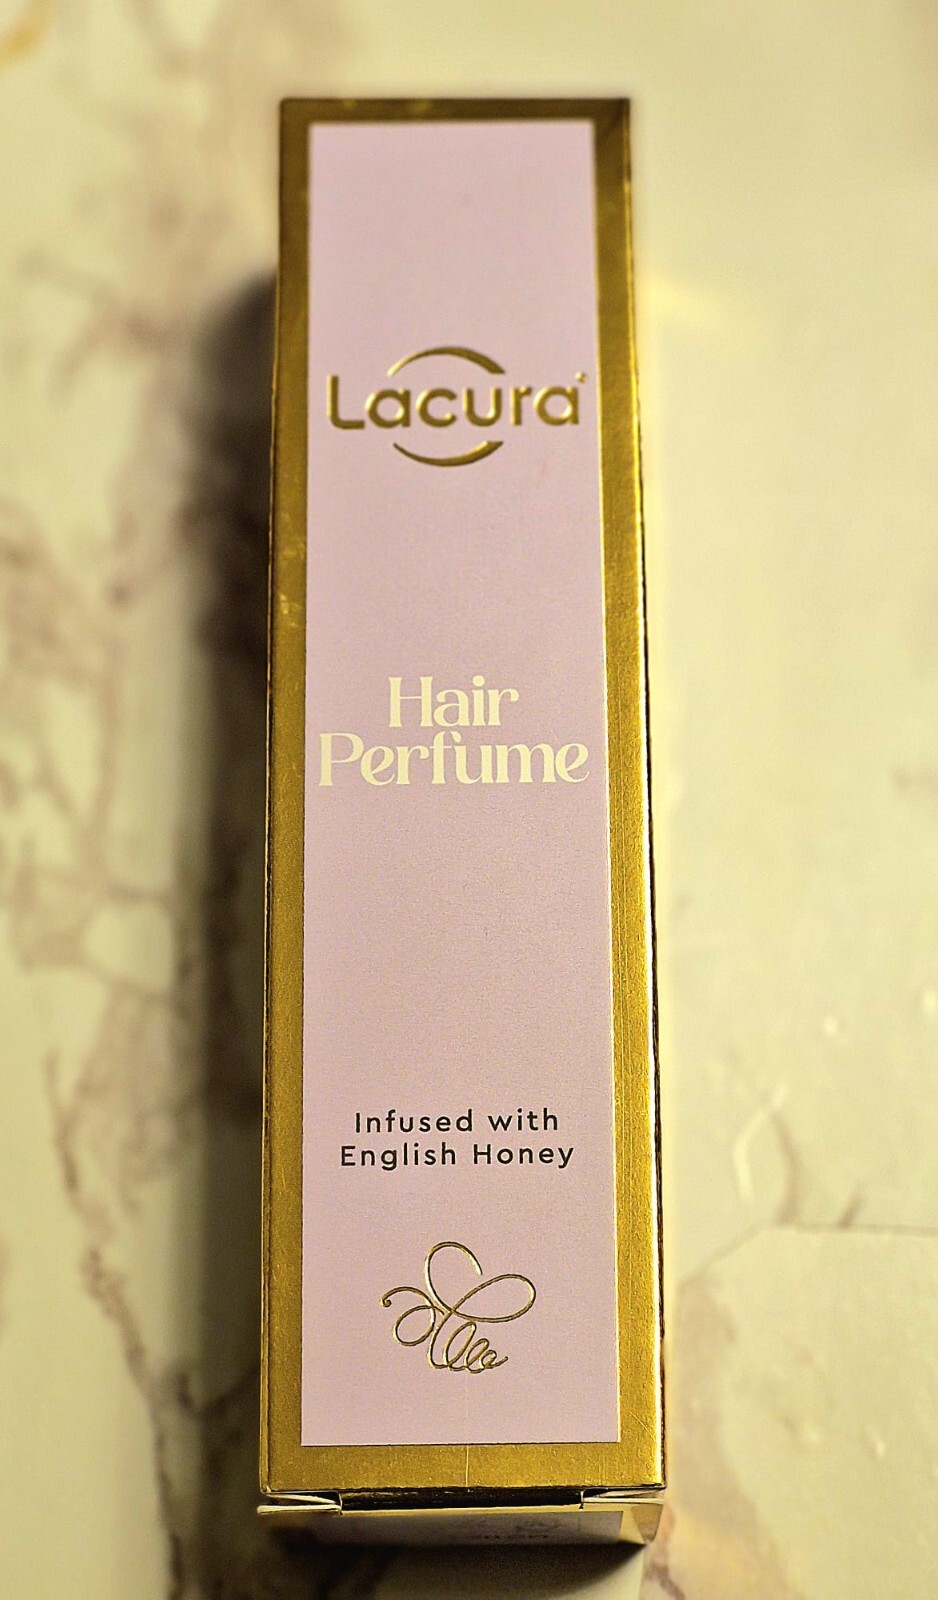 Lacura
Hair
Perfume
Infused with
English Honey